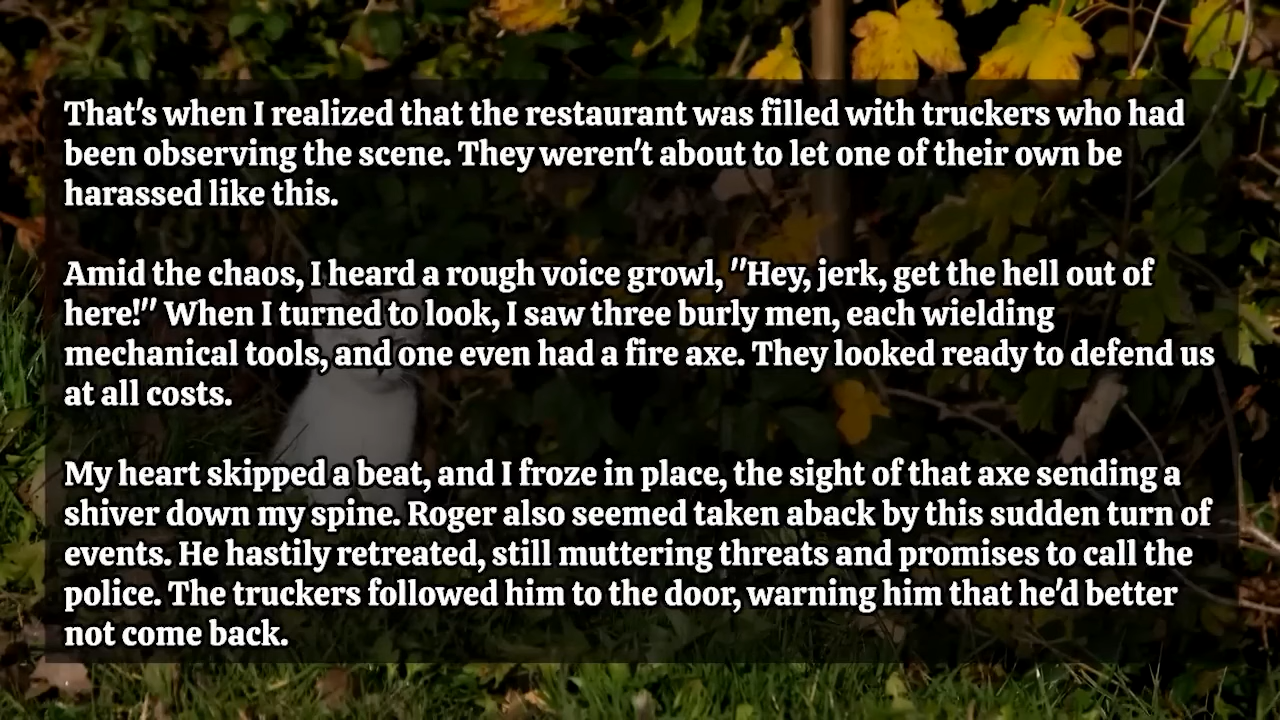 That's when I realized that the restaurant was filled with truckers who had
been observing the scene. They weren't about to let one of their own be
harassed like this.
Amid the chaos, I heard a rough voice growl, "Hey, jerk, get the hell out of
here!" When I turned to look, I saw three burly men, each wielding
mechanical tools, and one even had a fire axe. They looked ready to defend us
at all costs.
My heart skipped a beat, and I froze in place, the sight of that axe sending a
shiver down my spine. Roger also seemed taken aback by this sudden turn of
events. He hastily retreated, still muttering threats and promises to call the
police. The truckers followed him to the door, warning him that he'd better
not come back.